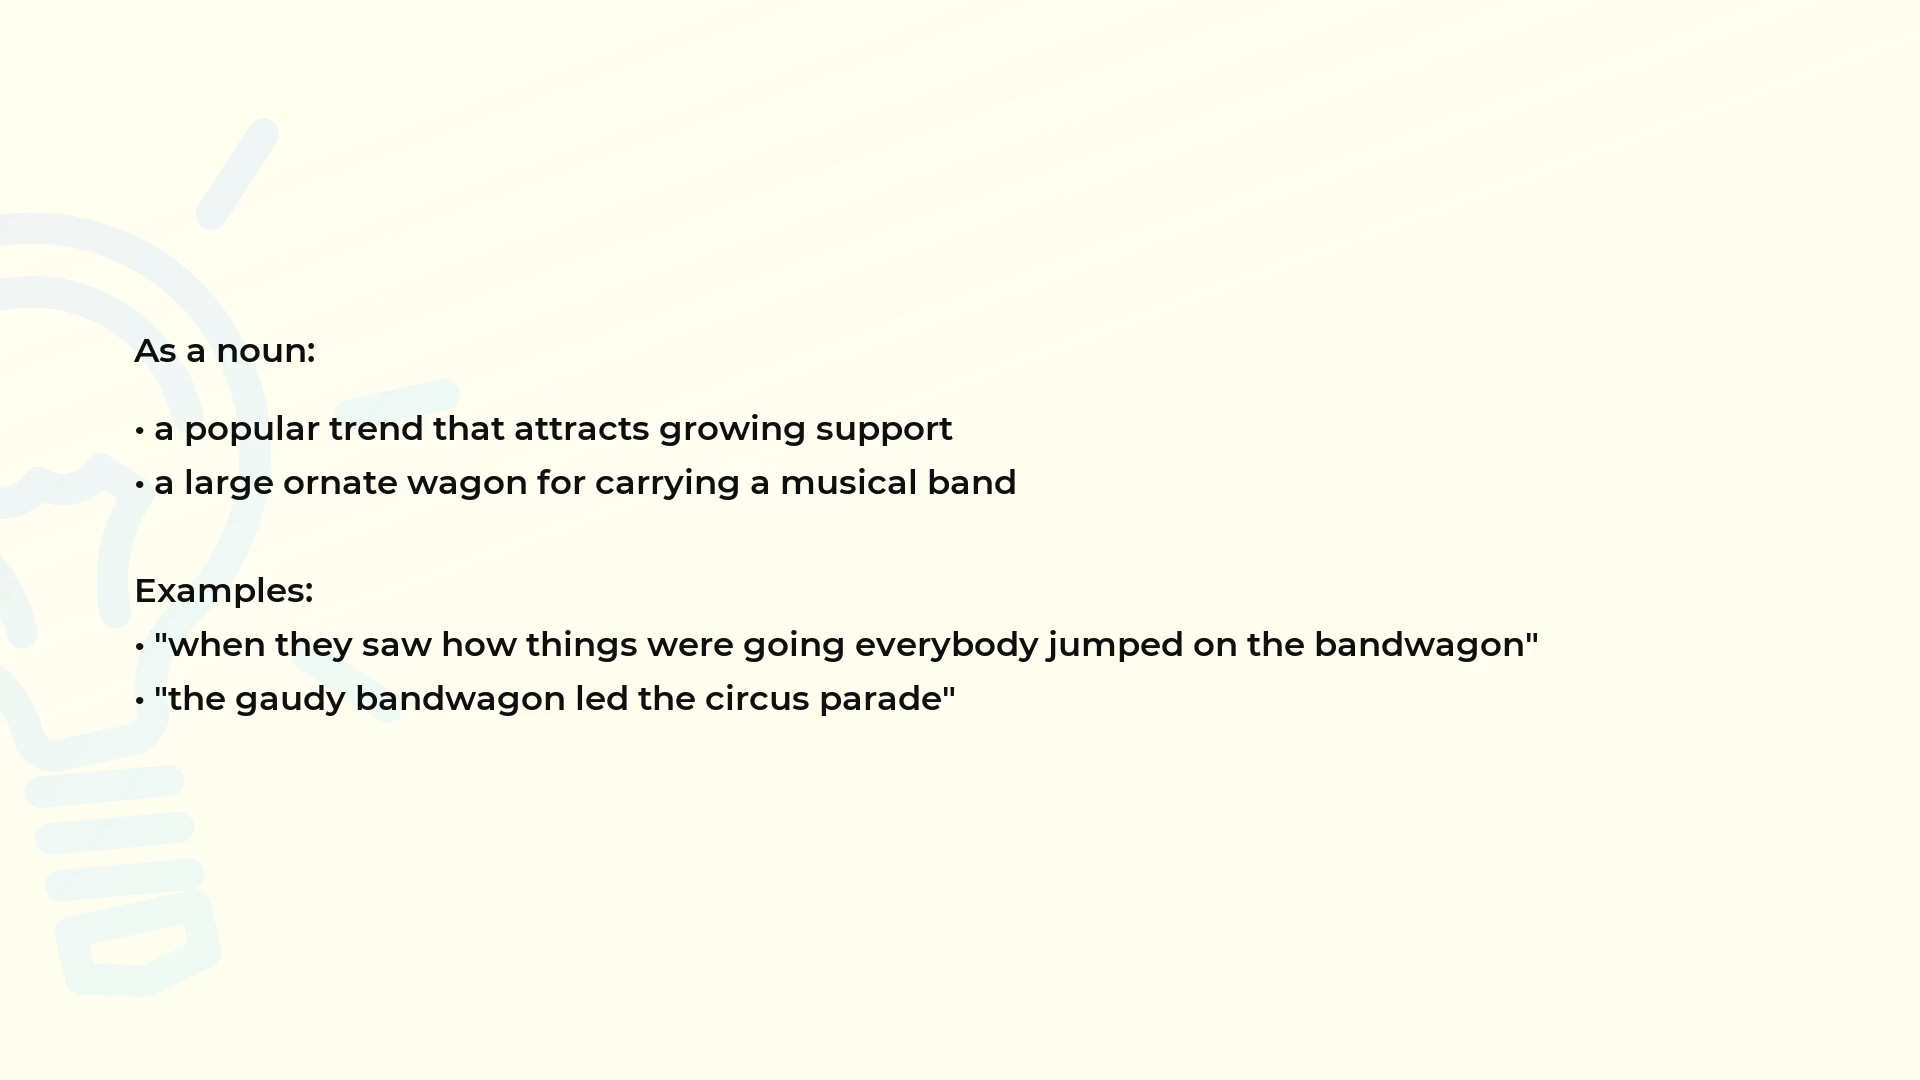 As a noun:
• a popular trend that attracts growing support
• a large ornate wagon for carrying a musical band
Examples:
• "when they saw how things were going everybody jumped on the bandwagon"
• "the gaudy bandwagon led the circus parade"